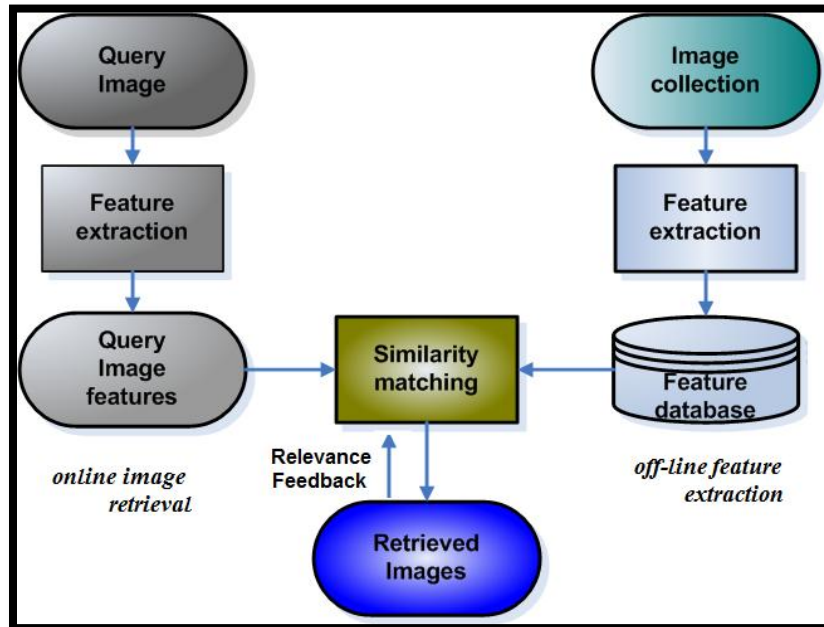 Query
Image
Image
collection
Feature
extraction
Feature
extraction
Query
Image
features
Similarity
matching
Feature
database
online image
retrieval
Relevance
Feedback
off-line feature
extraction
Retrieved
Images